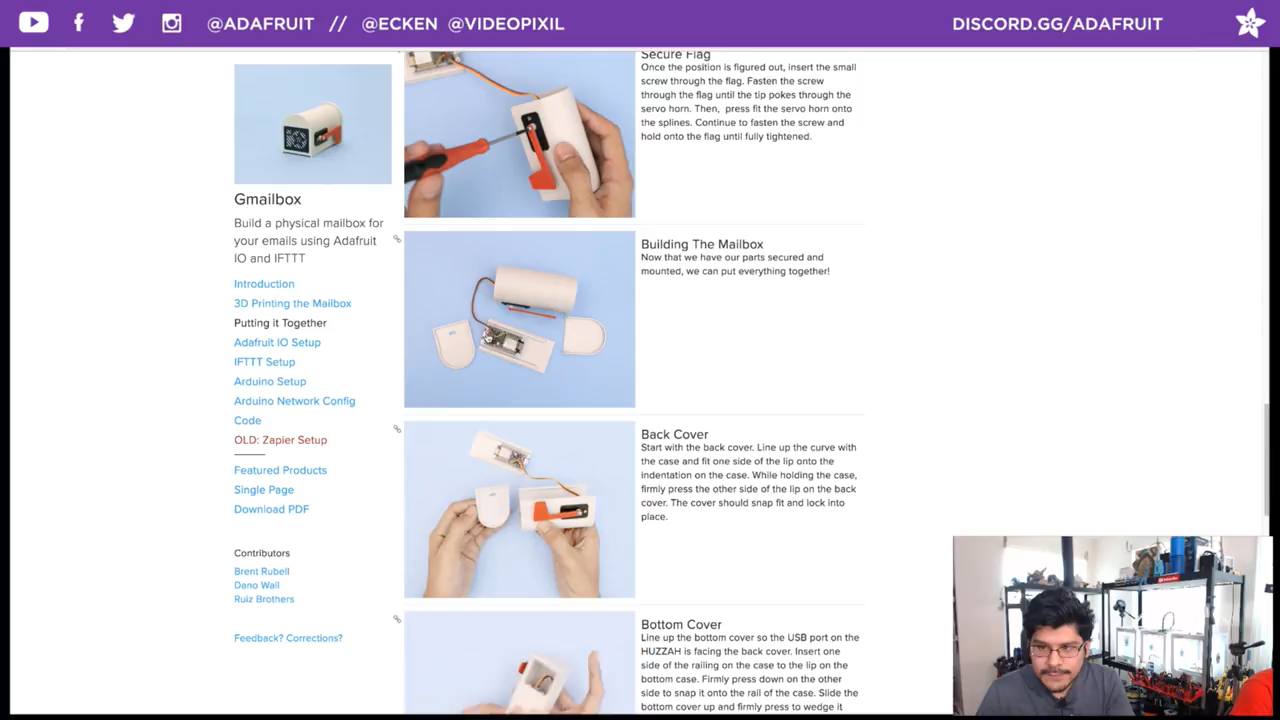 @ADAFRUIT // @ECKEN @VIDEOPIXIL
DISCORD.GG/ADAFRUIT
Gmailbox
Build a physical mailbox for
your emails using Adafruit
IO and IFTTT
Introduction
3D Printing the Mailbox
Putting it Together
Adafruit IO Setup
IFTTT Setup
Arduino Setup
Arduino Network Config
Code
OLD: Zapier Setup
Featured Products
Single Page
Download PDF
Contributors
Brent Rubell
Dano Wall
Ruiz Brothers
Feedback? Corrections?
Secure Flag
Once the position is figured out, insert the small
screw through the flag. Fasten the screw
through the flag until the tip pokes through the
servo horn. Then, press fit the servo horn onto
the splines. Continue to fasten the screw and
hold onto the flag until fully tightened.
Building The Mailbox
Now that we have our parts secured and
mounted, we can put everything together!
Back Cover
Start with the back cover. Line up the curve with
the case and fit one side of the lip onto the
indentation on the case. While holding the case,
firmly press the other side of the lip on the back
cover. The cover should snap fit and lock into
place.
Bottom Cover
Line up the bottom cover so the USB port on the
HUZZAH is facing the back cover. Insert one
side of the railing on the case to the lip on the
bottom case. Firmly press down on the other
side to snap it onto the rail of the case. Slide the
bottom cover up and firmly press to wedge it